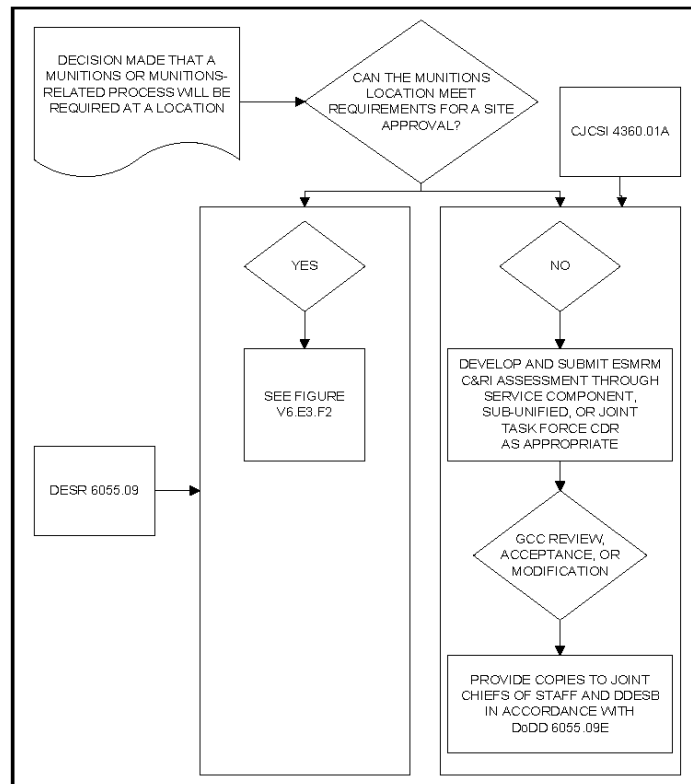 DECISION MADE THAT A
MUNITIONS OR MUNITIONS-
RELATED PROCESS WILL BE
REQUIRED AT A LOCATION
CAN THE MUNITIONS
LOCATION MEET
REQUIREMENTS FOR A SITE
APPROVAL?
CJCSI 4360.01A
YES
NO
SEE FIGURE
V6.E3.F2
DEVELOP AND SUBMIT ESMRM
C&RI ASSESSMENT THROUGH
SERVICE COMPONENT,
SUB-UNIFIED, OR JOINT
TASK FORCE CDR
AS APPROPRIATE
DESR 6055.09
GCC REVIEW,
ACCEPTANCE, OR
MODIFICATION
PROVIDE COPIES TO JOINT
CHIEFS OF STAFF AND DDESB
IN ACCORDANCE WITH
DoDD 6055.09E